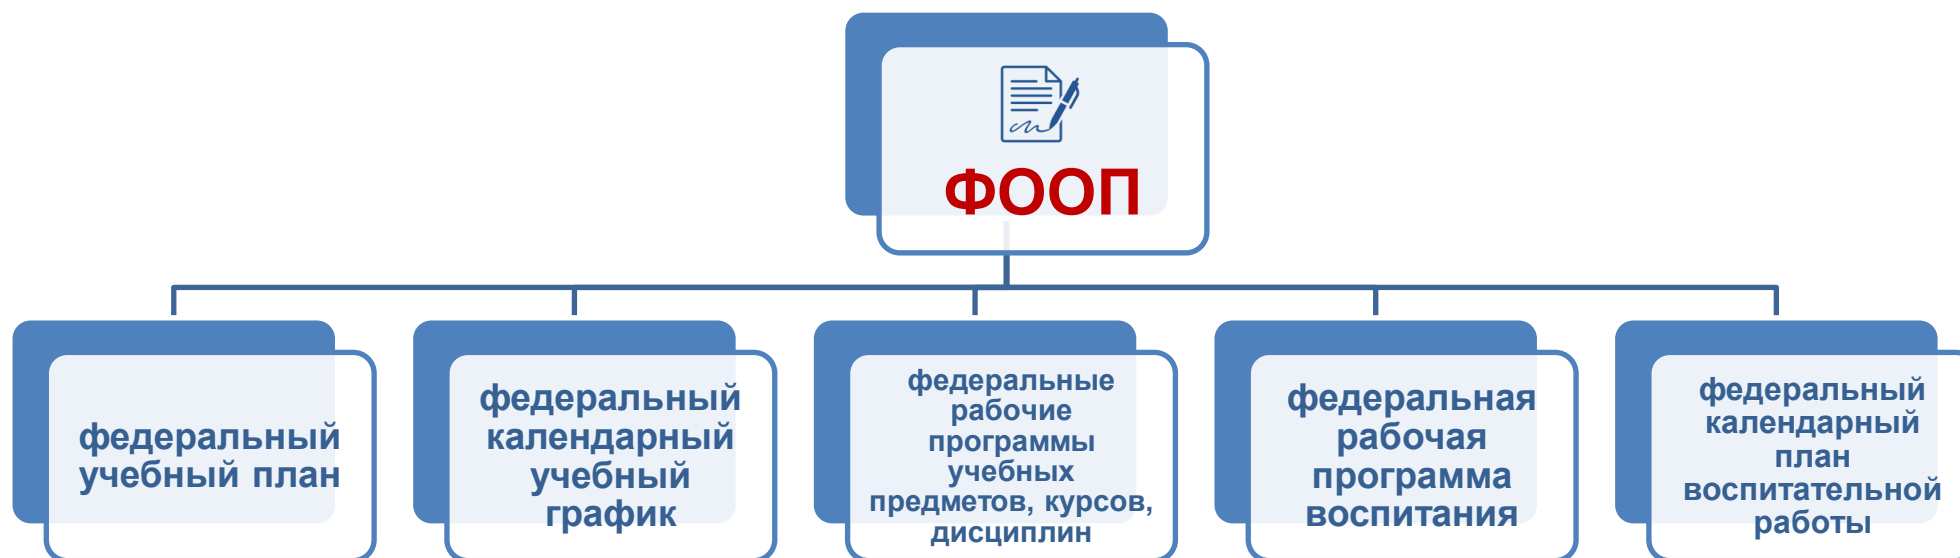 ФООП
федеральный
учебный план
федеральный
календарный
учебный
график
федеральные
рабочие
программы
учебных
предметов, курсов,
дисциплин
федеральная
рабочая
программа
воспитания
федеральный
календарный
план
воспитательной
работы